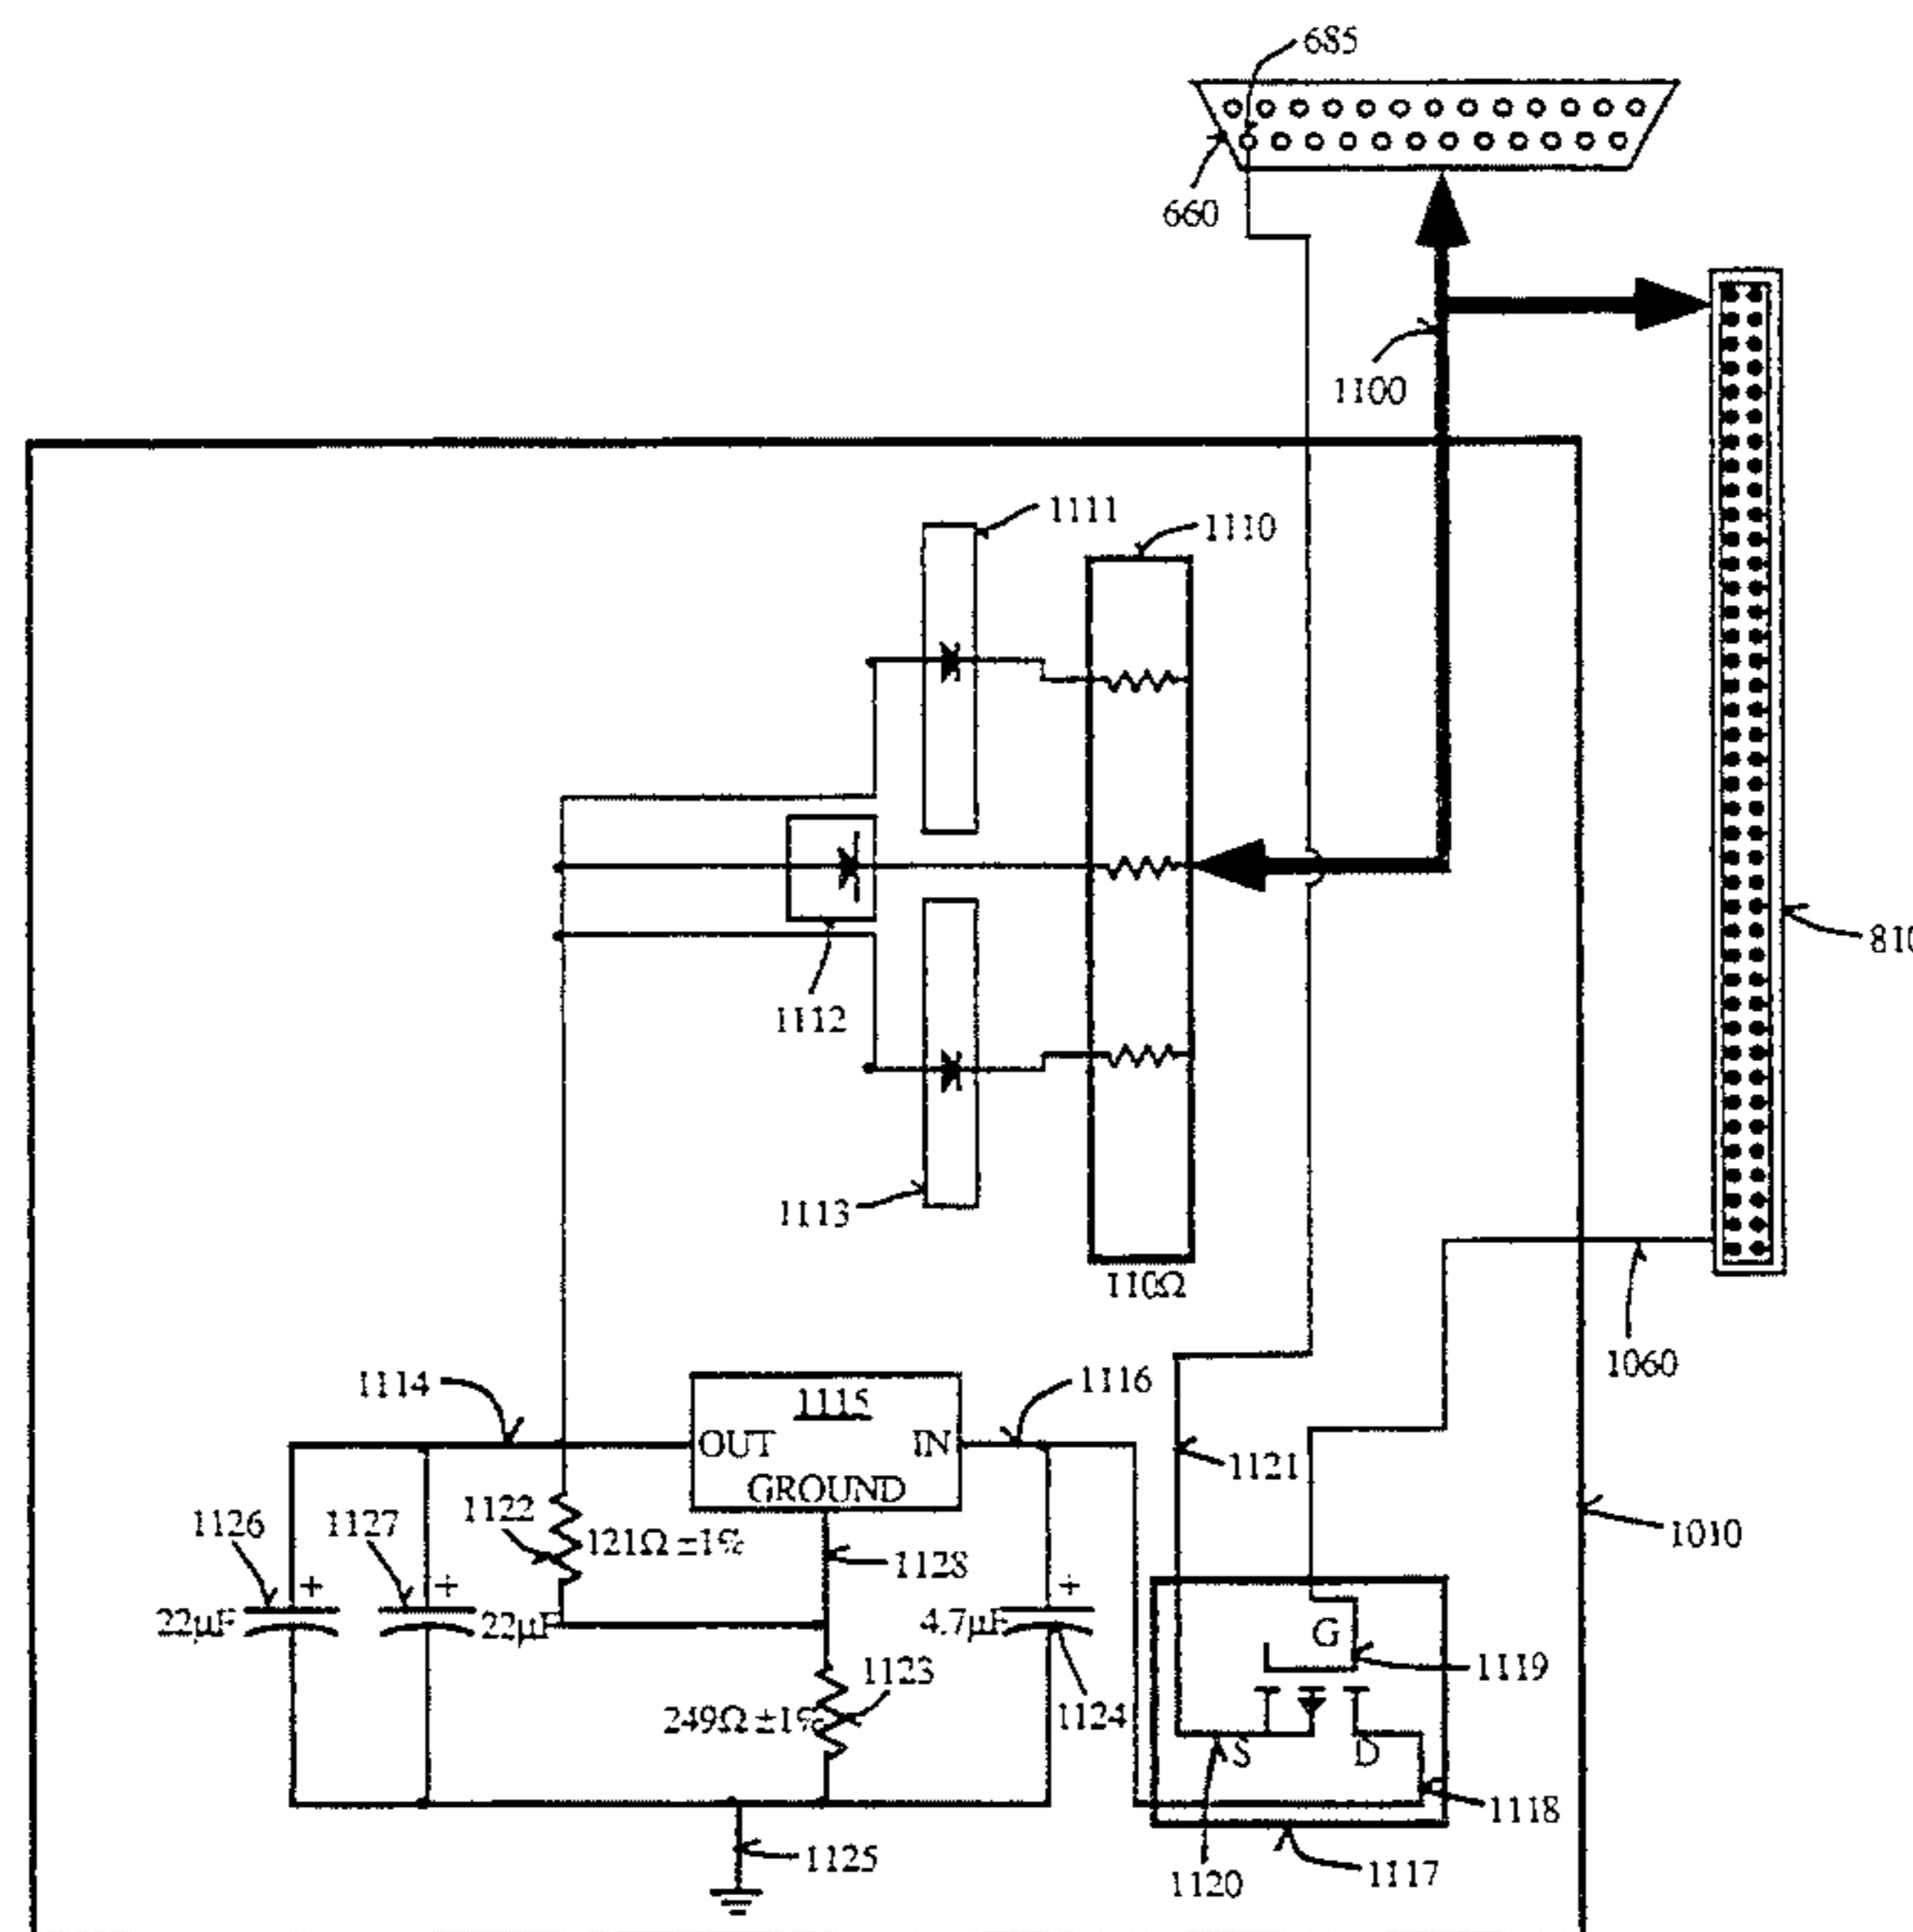 685
660
1100
1111
1110
810
1112
1113
110Ω
1060
1114
1115
1116
OUT
IN
GROUND
1121
1126
1127
1122
121Ω ±1%
1128
1010
+
+
+
22µF
22µF
4.7µF
G
1123
1119
249Ω ±1%
1124
S
D
1118
1125
1120
1117